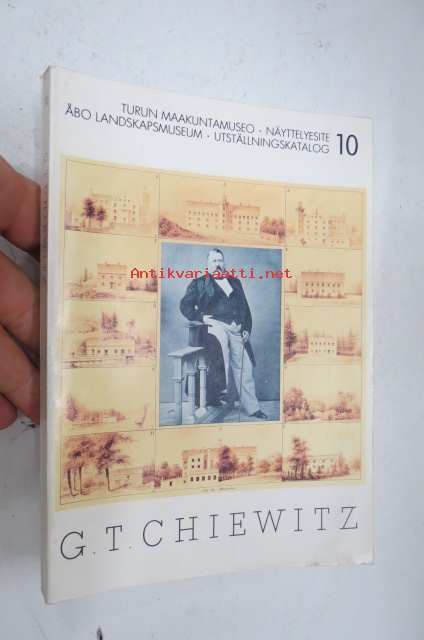 TURUN MAAKUNTAMUSEO · NÄYTTELYESITE
ÅBO LANDSKAPSMUSEUM · UTSTÄLLNINGSKATALOG 10
Antikvariaatti.net
G.T. CHIEWITZ